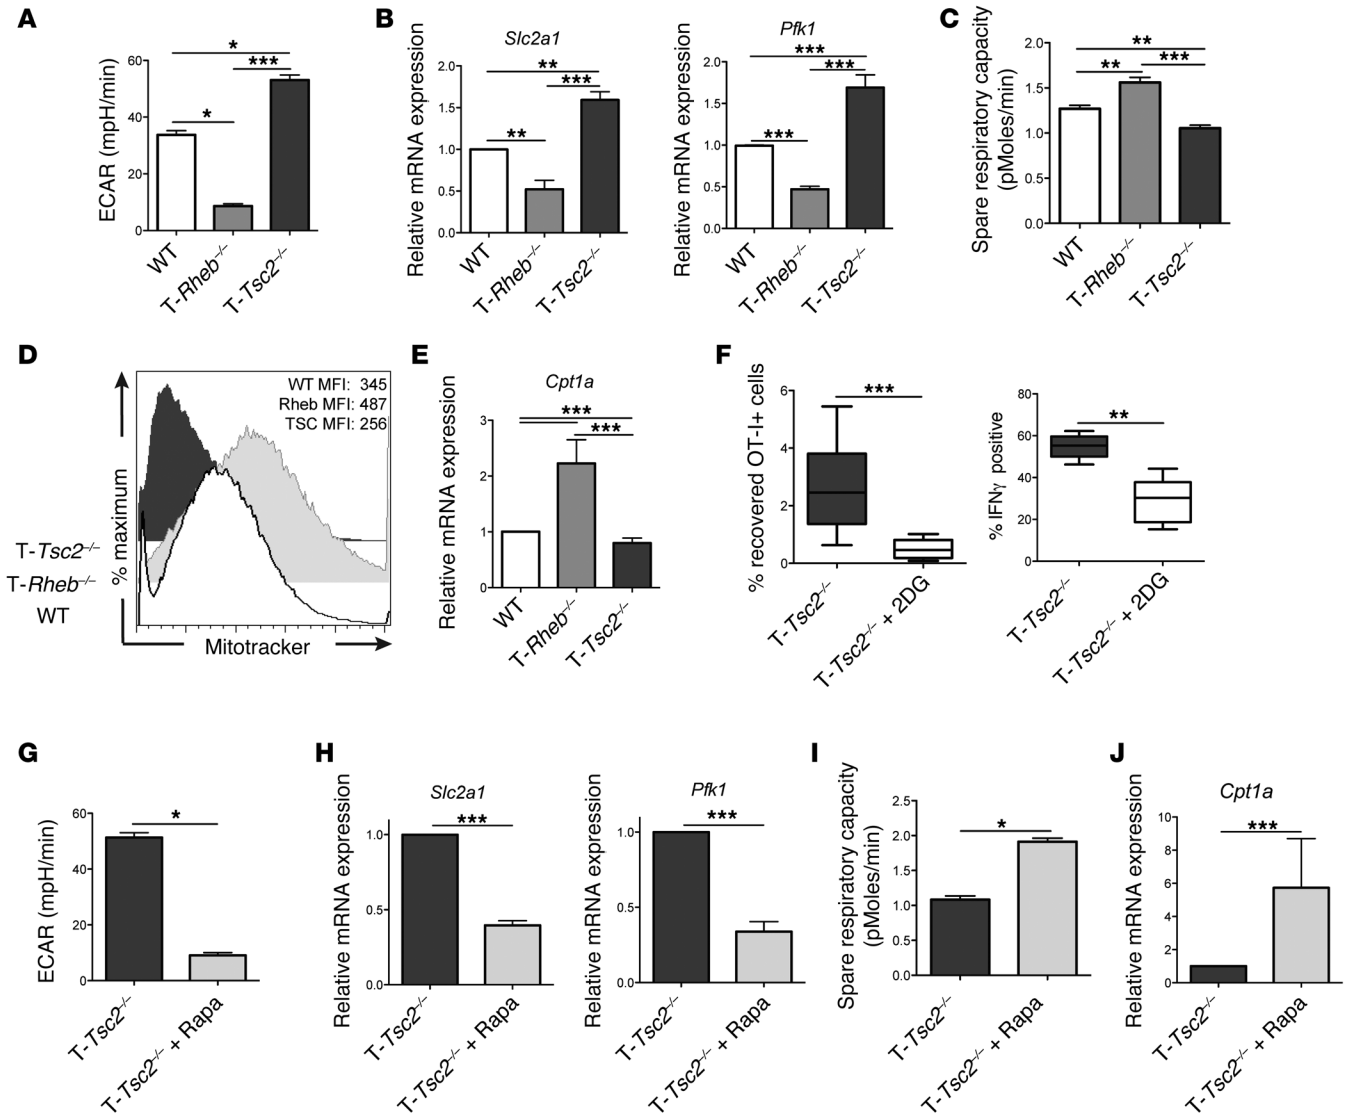 A
ECAR (mpH/min)
60
40
20
0
*
***
*
WT
T-Rheb–/–
T-Tsc2–/–
B
Slc2a1
Relative mRNA expression
2.0
1.5
1.0
0.5
0.0
**
***
**
WT
T-Rheb–/–
T-Tsc2–/–
Pfk1
Relative mRNA expression
2.0
1.5
1.0
0.5
0.0
***
***
***
WT
T-Rheb–/–
T-Tsc2–/–
C
Spare respiratory capacity
(pMoles/min)
2.0
1.5
1.0
0.5
0.0
**
**
***
WT
T-Rheb–/–
T-Tsc2–/–
D
WT MFI: 345
Rheb MFI: 487
TSC MFI: 256
% maximum
T-Tsc2–/–
T-Rheb–/–
WT
Mitotracker
E
Cpt1a
Relative mRNA expression
3
2
1
0
***
***
WT
T-Rheb–/–
T-Tsc2–/–
F
% recovered OT-I+ cells
6
4
2
0
***
T-Tsc2–/–
T-Tsc2–/– + 2DG
% IFNγ positive
80
60
40
20
0
**
T-Tsc2–/–
T-Tsc2–/– + 2DG
G
ECAR (mpH/min)
60
40
20
0
*
T-Tsc2–/–
T-Tsc2–/– + Rapa
H
Slc2a1
Relative mRNA expression
1.0
0.5
0.0
***
T-Tsc2–/–
T-Tsc2–/– + Rapa
Pfk1
Relative mRNA expression
1.0
0.5
0.0
***
T-Tsc2–/–
T-Tsc2–/– + Rapa
I
Spare respiratory capacity
(pMoles/min)
2.5
2.0
1.5
1.0
0.5
0.0
*
T-Tsc2–/–
T-Tsc2–/– + Rapa
J
Cpt1a
Relative mRNA expression
10
8
6
4
2
0
***
T-Tsc2–/–
T-Tsc2–/– + Rapa